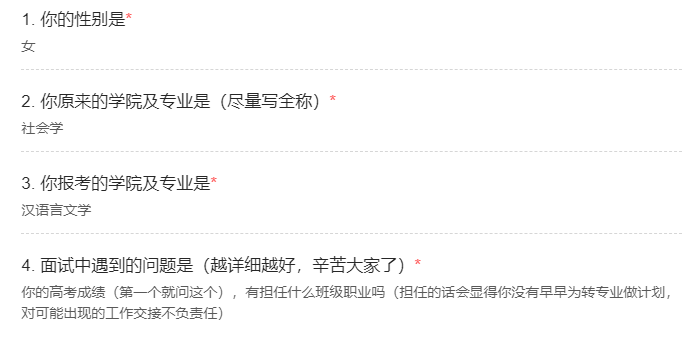 1. 你的性别是*
女
2. 你原来的学院及专业是（尽量写全称）*
社会学
3. 你报考的学院及专业是*
汉语言文学
4. 面试中遇到的问题是（越详细越好，辛苦大家了）*
你的高考成绩（第一个就问这个），有担任什么班级职业吗（担任的话会显得你没有早早为转专业做计划，
对可能出现的工作交接不负责任）